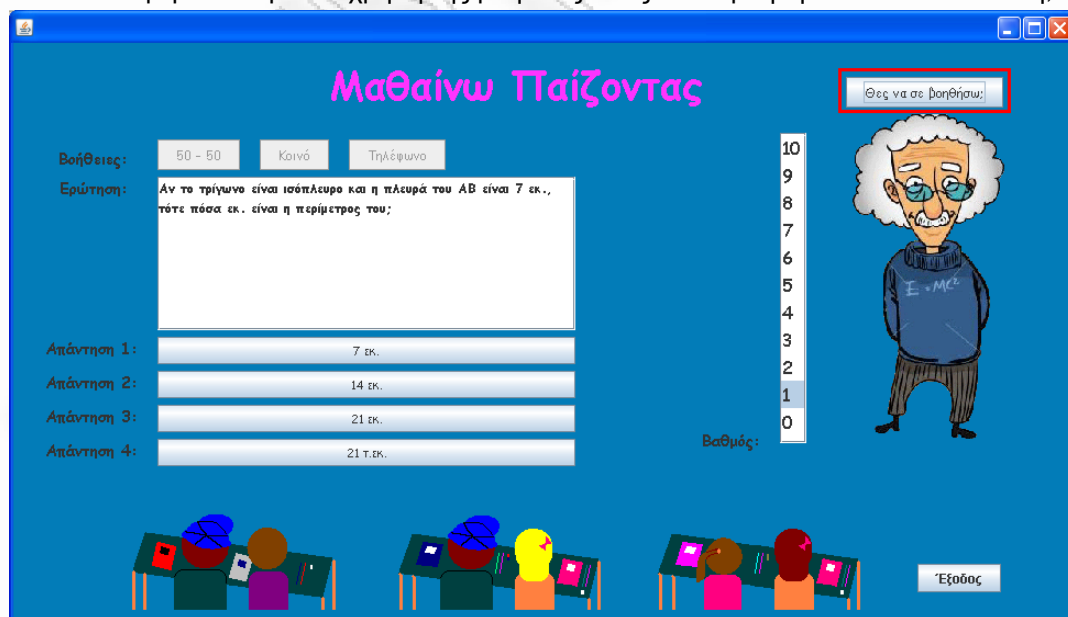 Μαθαίνω Παίζοντας
Θες να σε βοηθήσω;
Βοήθειες: 50 - 50 Κοινό Τηλέφωνο
Ερώτηση: Αν το τρίγωνο είναι ισόπλευρο και η πλευρά του ΑΒ είναι 7 εκ.,
τότε πόσα εκ. είναι η περίμετρος του;
Απάντηση 1: 7 εκ.
Απάντηση 2: 14 εκ.
Απάντηση 3: 21 εκ.
Απάντηση 4: 21 τ.εκ.
10
9
8
7
6
5
4
3
2
1
0
Βαθμός:
E=MC²
Έξοδος